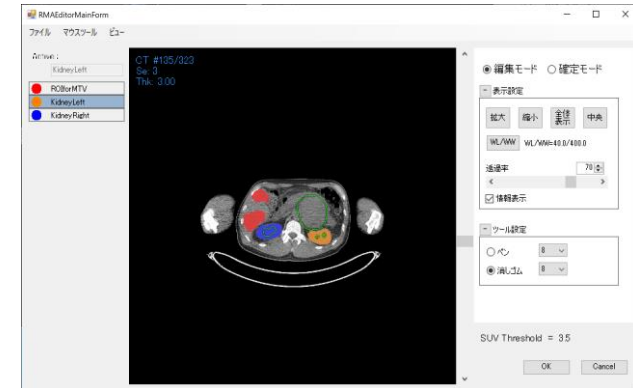 RMAEditorMainForm
ファイル マウスツール ビュー
Active :
KidneyLeft
ROIforMTV
KidneyLeft
KidneyRight
CT #135/323
Se: 3
Thk: 3.00
編集モード 確定モード
表示設定
拡大 縮小 全体表示 中央
WL/WW WL/WW=40.0/400.0
透過率 70
情報表示
ツール設定
ペン 8
消しゴム 8
SUV Threshold = 3.5
OK Cancel